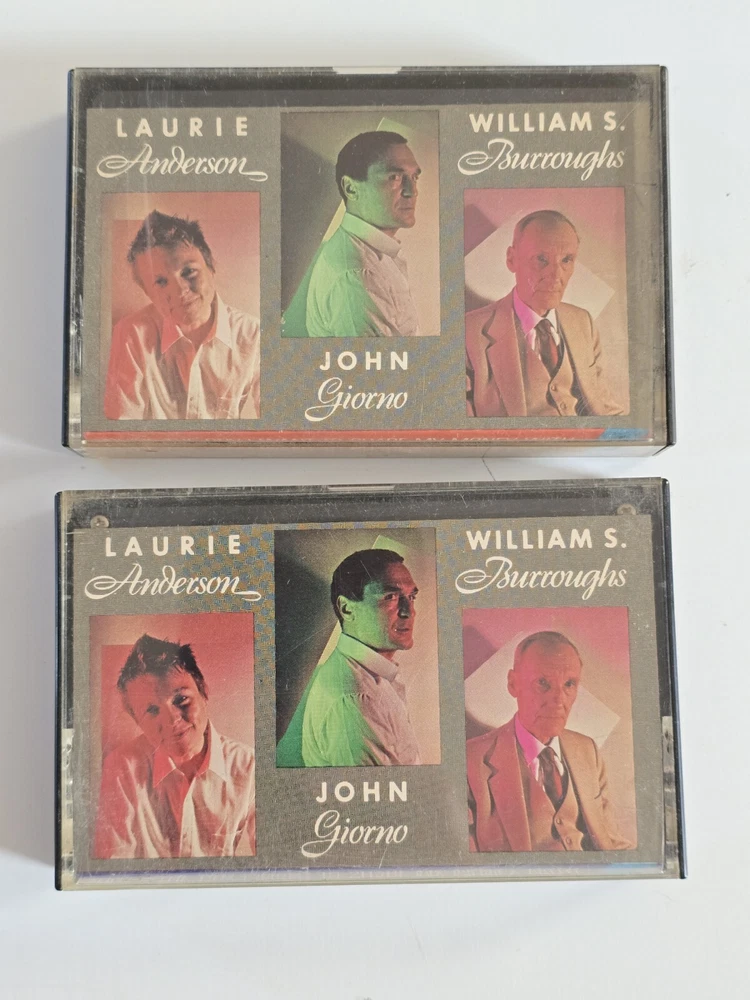 LAURIE
Anderson
WILLIAM S.
Burroughs
JOHN
Giorno
LAURIE
Anderson
WILLIAM S.
Burroughs
JOHN
Giorno